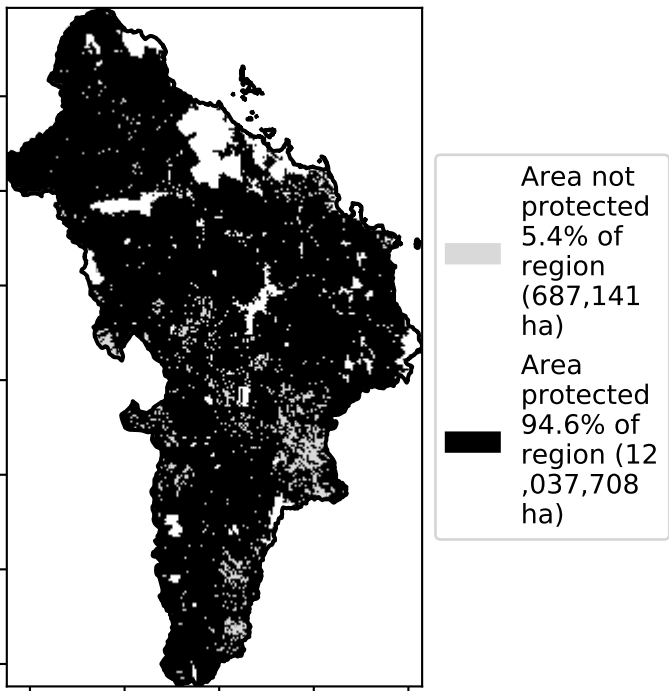 Area not
protected
5.4% of
region
(687,141
ha)
Area
protected
94.6% of
region (12
,037,708
ha)